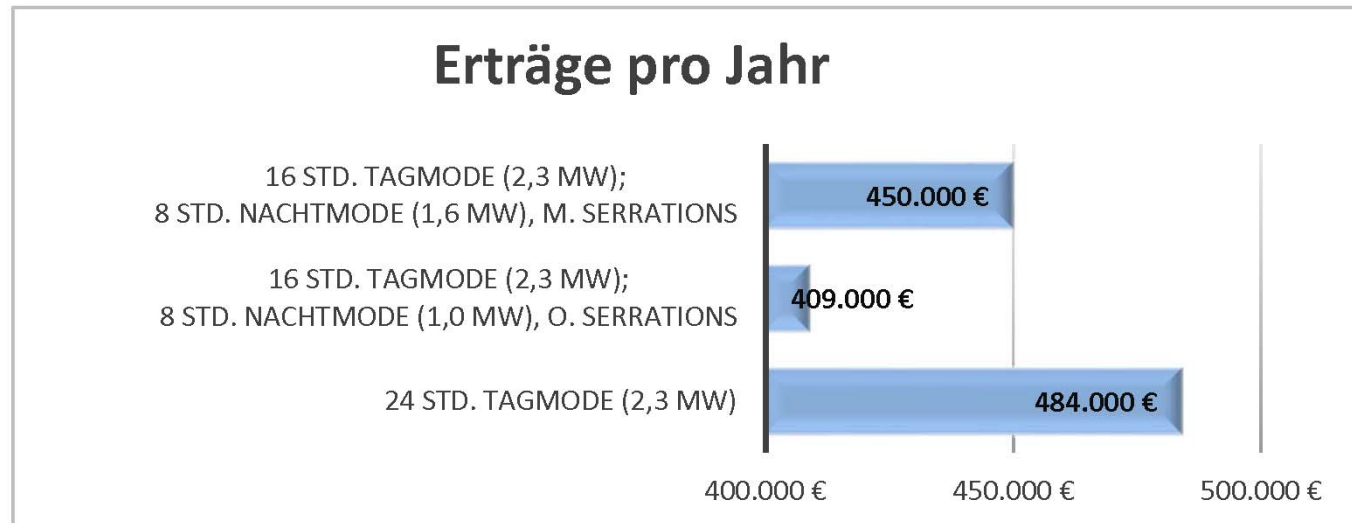 Erträge pro Jahr
16 STD. TAGMODE (2,3 MW);
8 STD. NACHTMODE (1,6 MW), M. SERRATIONS
450.000 €
16 STD. TAGMODE (2,3 MW);
8 STD. NACHTMODE (1,0 MW), O. SERRATIONS
409.000 €
24 STD. TAGMODE (2,3 MW)
484.000 €
400.000 €
450.000 €
500.000 €